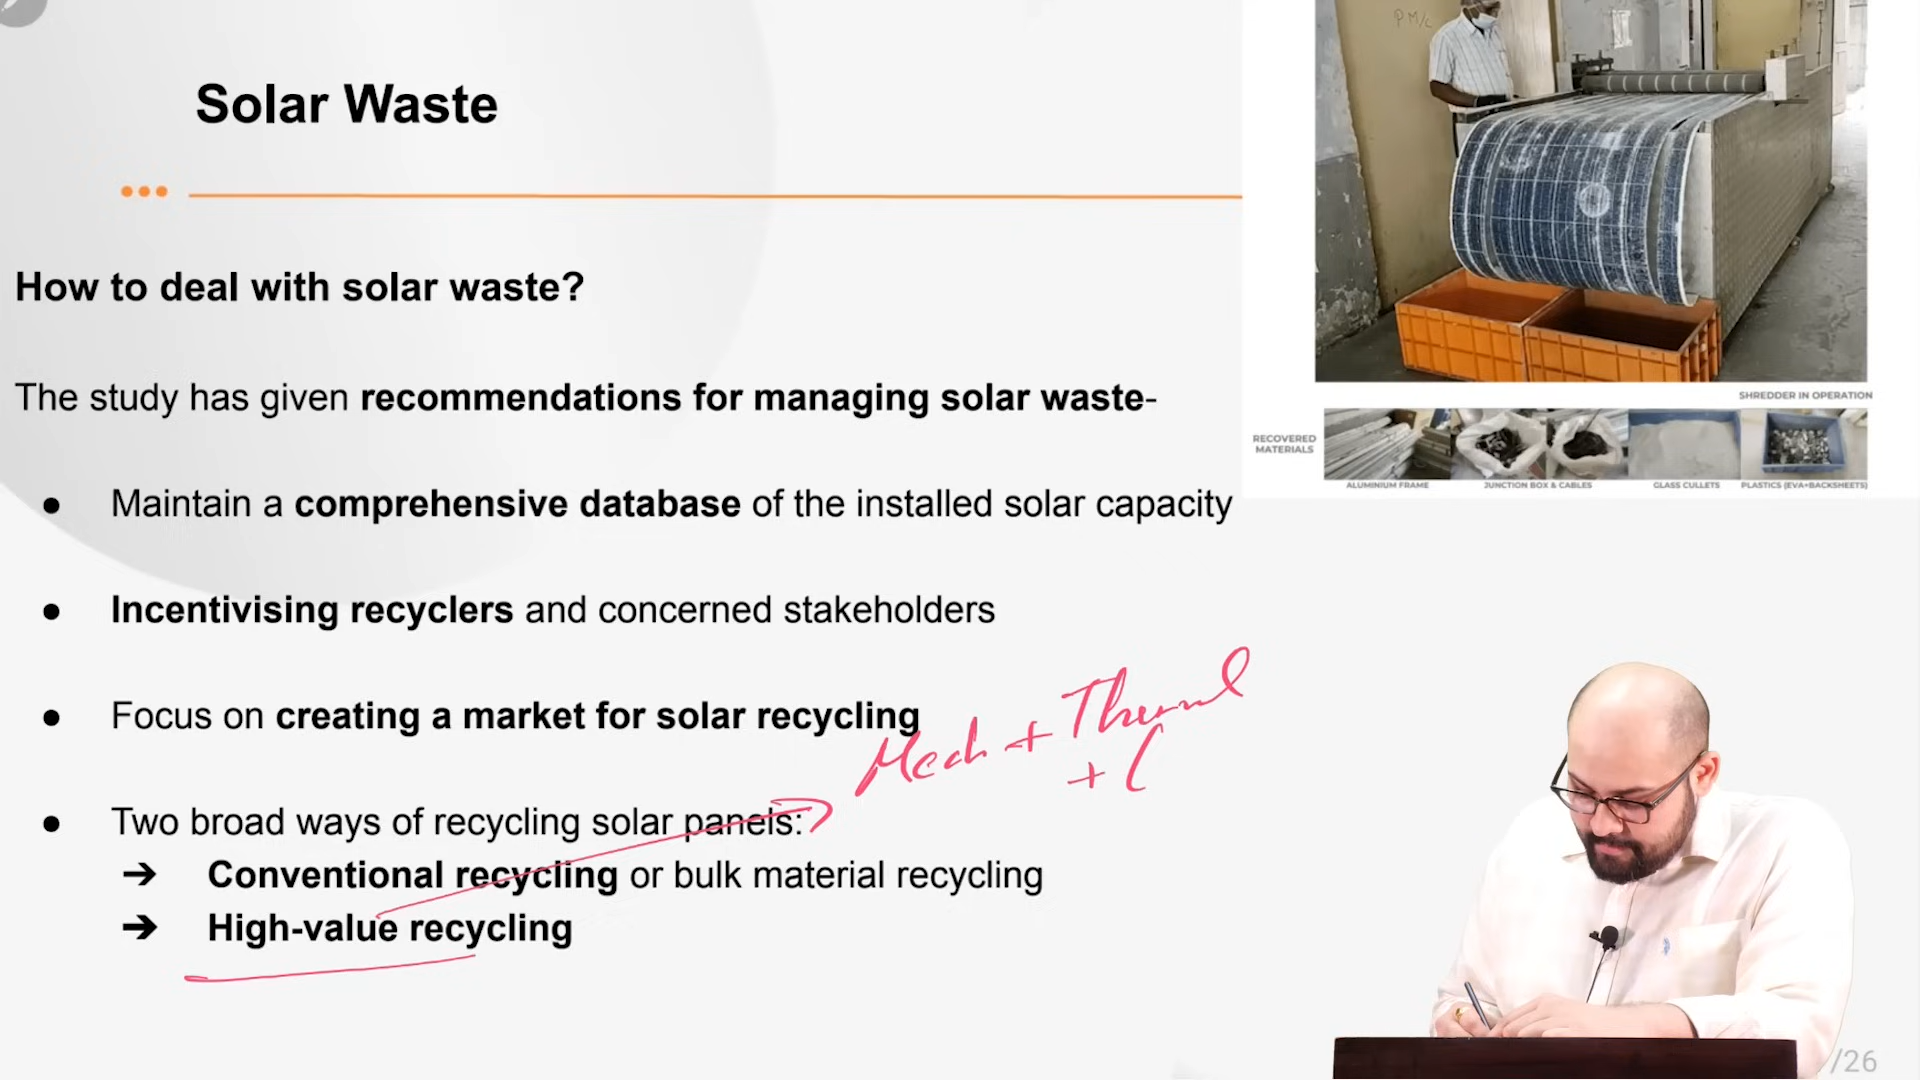 PM/L
Solar Waste
How to deal with solar waste?
The study has given recommendations for managing solar waste-
SHREDDER IN OPERATION
RECOVERED
MATERIALS
ALUMINIUM FRAME
JUNCTION BOX & CABLES
GLASS CULLETS
PLASTICS (EVA+BACKSHEETS)
● Maintain a comprehensive database of the installed solar capacity
● Incentivising recyclers and concerned stakeholders
● Focus on creating a market for solar recycling
Mech + Thermal
+ (
● Two broad ways of recycling solar panels:
➔ Conventional recycling or bulk material recycling
➔ High-value recycling
/26